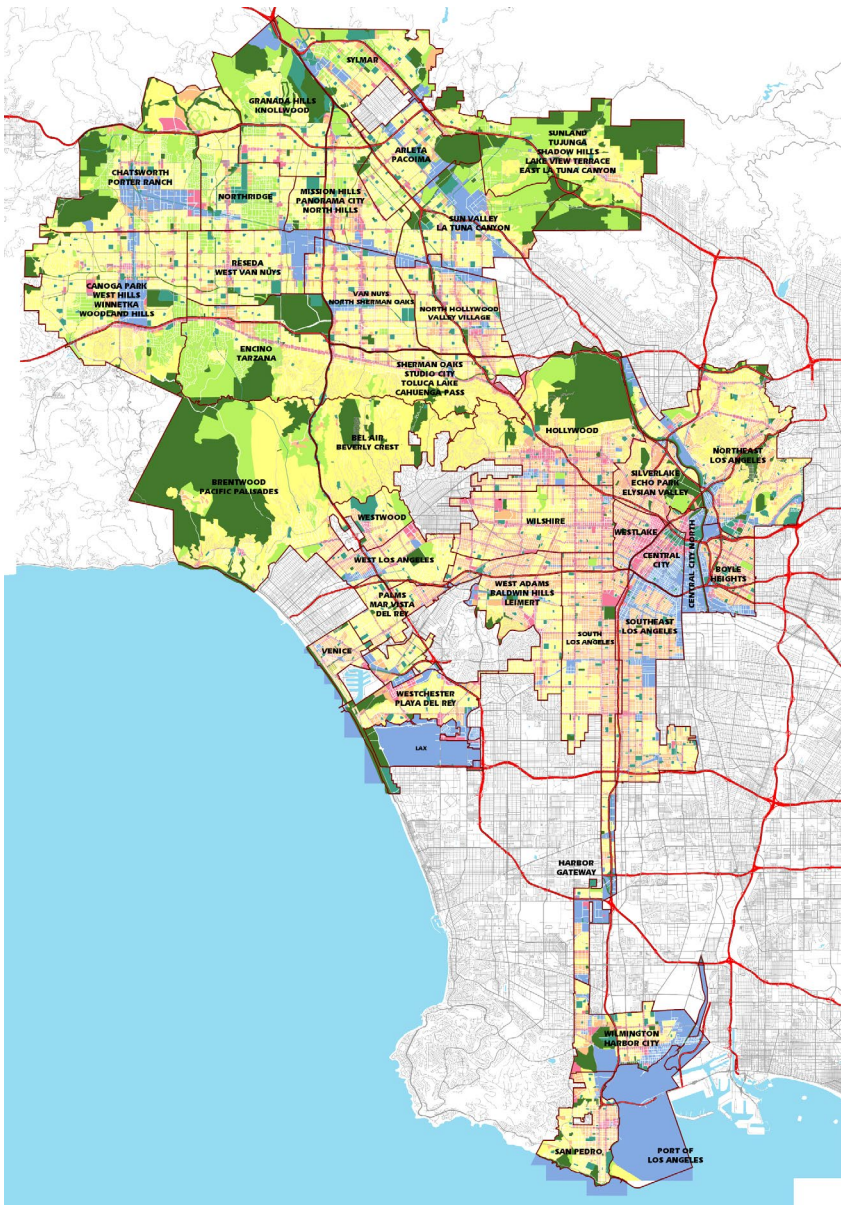 SYLMAR
GRANADA HILLS
KNOLLWOOD
ARLETA
PACOIMA
SUNLAND
TUJUNGA
SHADOW HILLS
LAKE VIEW TERRACE
EAST LA TUNA CANYON
CHATSWORTH
PORTER RANCH
NORTHRIDGE
MISSION HILLS
PANORAMA CITY
NORTH HILLS
SUN VALLEY
LA TUNA CANYON
RESEDA
WEST VAN NUYS
CANOGA PARK
WEST HILLS
WINNETKA
WOODLAND HILLS
VAN NUYS
NORTH SHERMAN OAKS
NORTH HOLLYWOOD
VALLEY VILLAGE
ENCINO
TARZANA
SHERMAN OAKS
STUDIO CITY
TOLUCA LAKE
CAHUENGA PASS
HOLLYWOOD
BEL AIR
BEVERLY CREST
NORTHEAST
LOS ANGELES
SILVERLAKE
ECHO PARK
ELYSIAN VALLEY
BRENTWOOD
PACIFIC PALISADES
WESTWOOD
WILSHIRE
WESTLAKE
WEST LOS ANGELES
CENTRAL
CITY
CENTRAL CITY NORTH
BOYLE
HEIGHTS
PALMS
MAR VISTA
DEL REY
WEST ADAMS
BALDWIN HILLS
LEIMERT
SOUTH
LOS ANGELES
SOUTHEAST
LOS ANGELES
VENICE
WESTCHESTER
PLAYA DEL REY
LAX
HARBOR
GATEWAY
WILMINGTON
HARBOR CITY
SAN PEDRO
PORT OF
LOS ANGELES